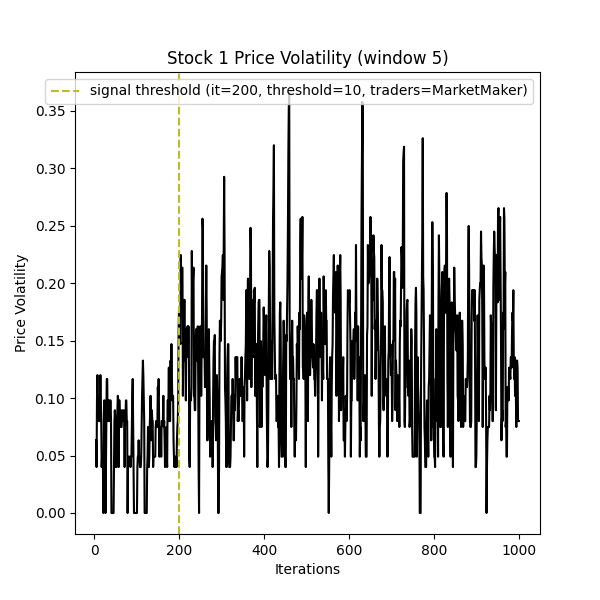 Stock 1 Price Volatility (window 5)
signal threshold (it=200, threshold=10, traders=MarketMaker)
0.35
0.30
0.25
0.20
0.15
0.10
0.05
0.00
Price Volatility
0 200 400 600 800 1000
Iterations